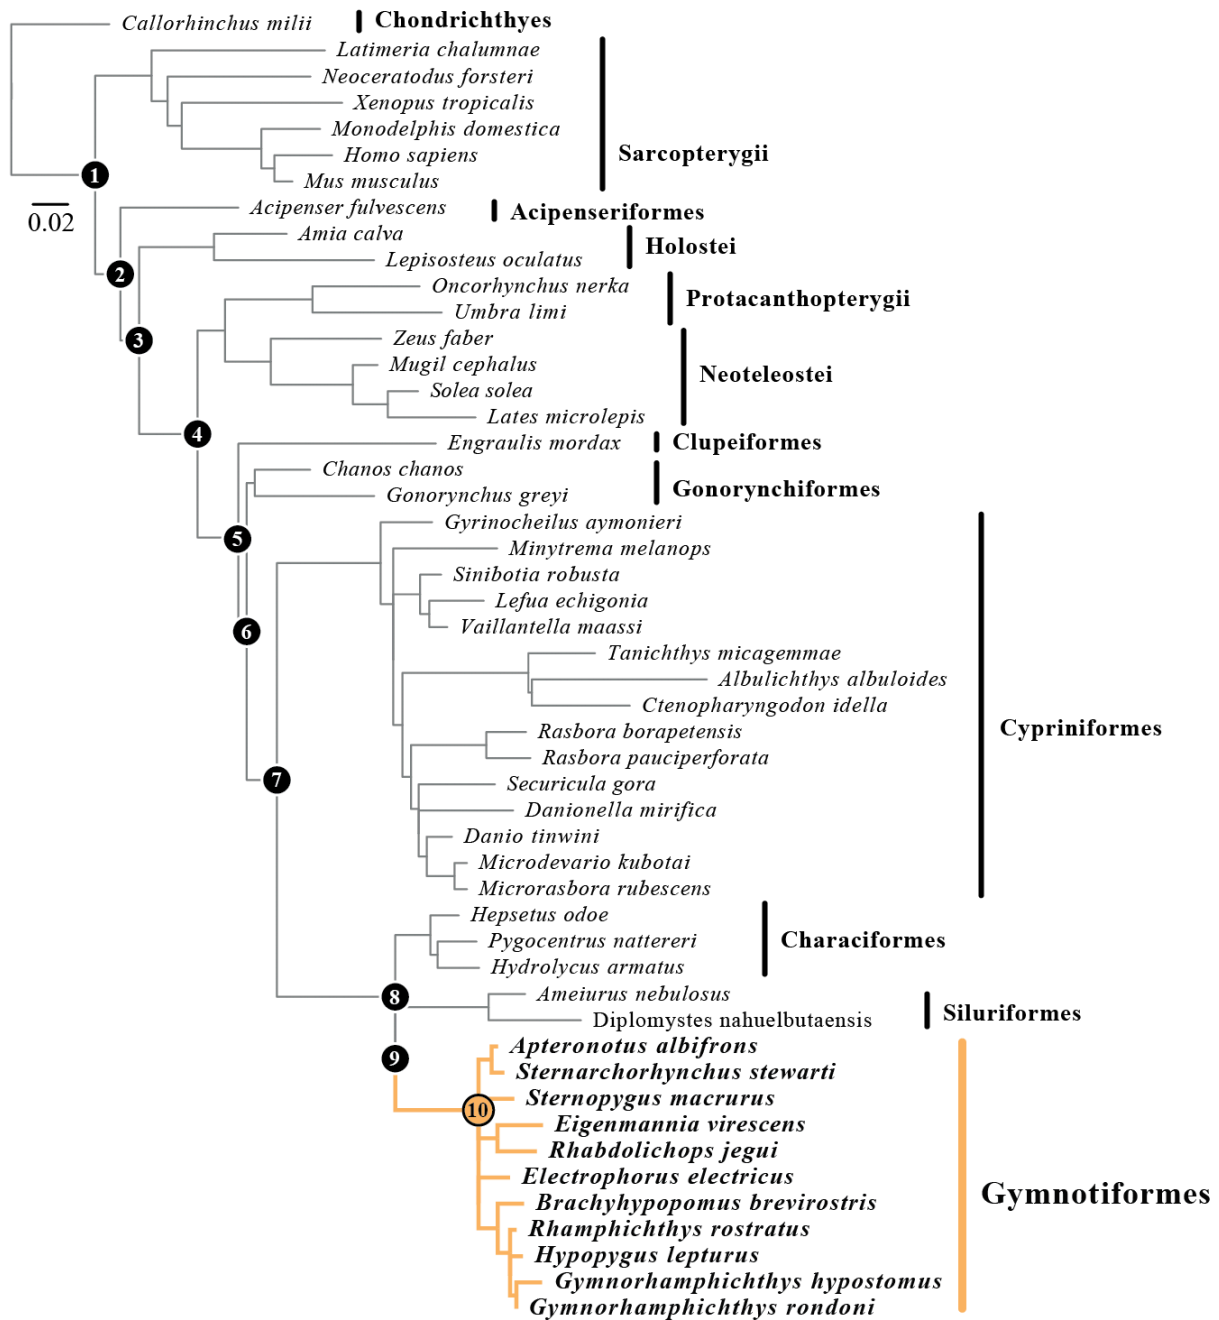 Callorhinchus milii
Chondrichthyes
Latimeria chalumnae
Neoceratodus forsteri
Xenopus tropicalis
Monodelphis domestica
Homo sapiens
Sarcopterygii
Mus musculus
1
0.02
Acipenser fulvescens
Acipenseriformes
Amia calva
Holostei
Lepisosteus oculatus
2
Oncorhynchus nerka
Protacanthopterygii
Umbra limi
3
Zeus faber
Mugil cephalus
Neoteleostei
Solea solea
Lates microlepis
4
Engraulis mordax
Clupeiformes
Chanos chanos
Gonorynchiformes
Gonorynchus greyi
5
Gyrinocheilus aymonieri
Minytrema melanops
Sinibotia robusta
Lefua echigonia
Vaillantella maassi
6
Tanichthys micagemmae
Albulichthys albuloides
Ctenopharyngodon idella
Cypriniformes
Rasbora borapetensis
Rasbora pauciperforata
7
Securicula gora
Danionella mirifica
Danio tinwini
Microdevario kubotai
Microrasbora rubescens
Hepsetus odoe
Pygocentrus nattereri
Characiformes
Hydrolycus armatus
8
Ameiurus nebulosus
Siluriformes
Diplomystes nahuelbutaensis
Apteronotus albifrons
9
Sternarchorhynchus stewarti
Sternopygus macrurus
10
Eigenmannia virescens
Rhabdolichops jegui
Electrophorus electricus
Gymnotiformes
Brachyhypopomus brevirostris
Rhamphichthys rostratus
Hypopygus lepturus
Gymnorhamphichthys hypostomus
Gymnorhamphichthys rondoni